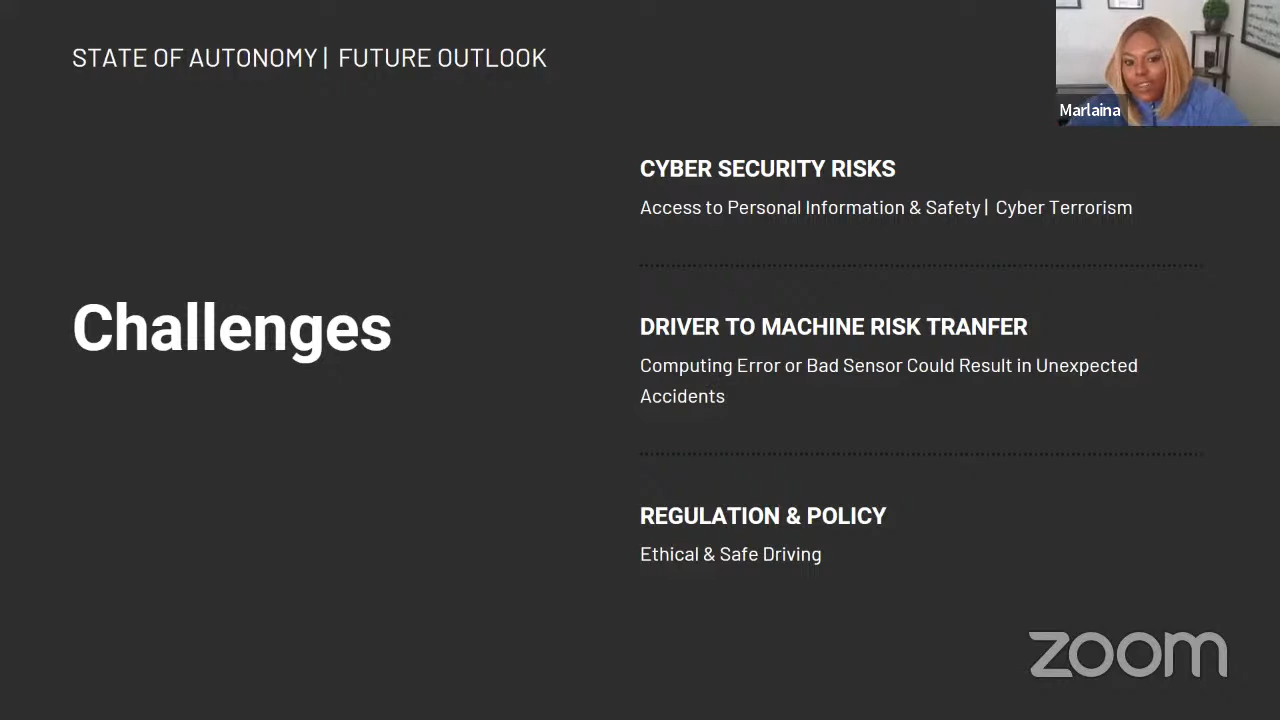 STATE OF AUTONOMY | FUTURE OUTLOOK
Marlaina
CYBER SECURITY RISKS
Access to Personal Information & Safety | Cyber Terrorism
Challenges
DRIVER TO MACHINE RISK TRANFER
Computing Error or Bad Sensor Could Result in Unexpected
Accidents
REGULATION & POLICY
Ethical & Safe Driving
zoom